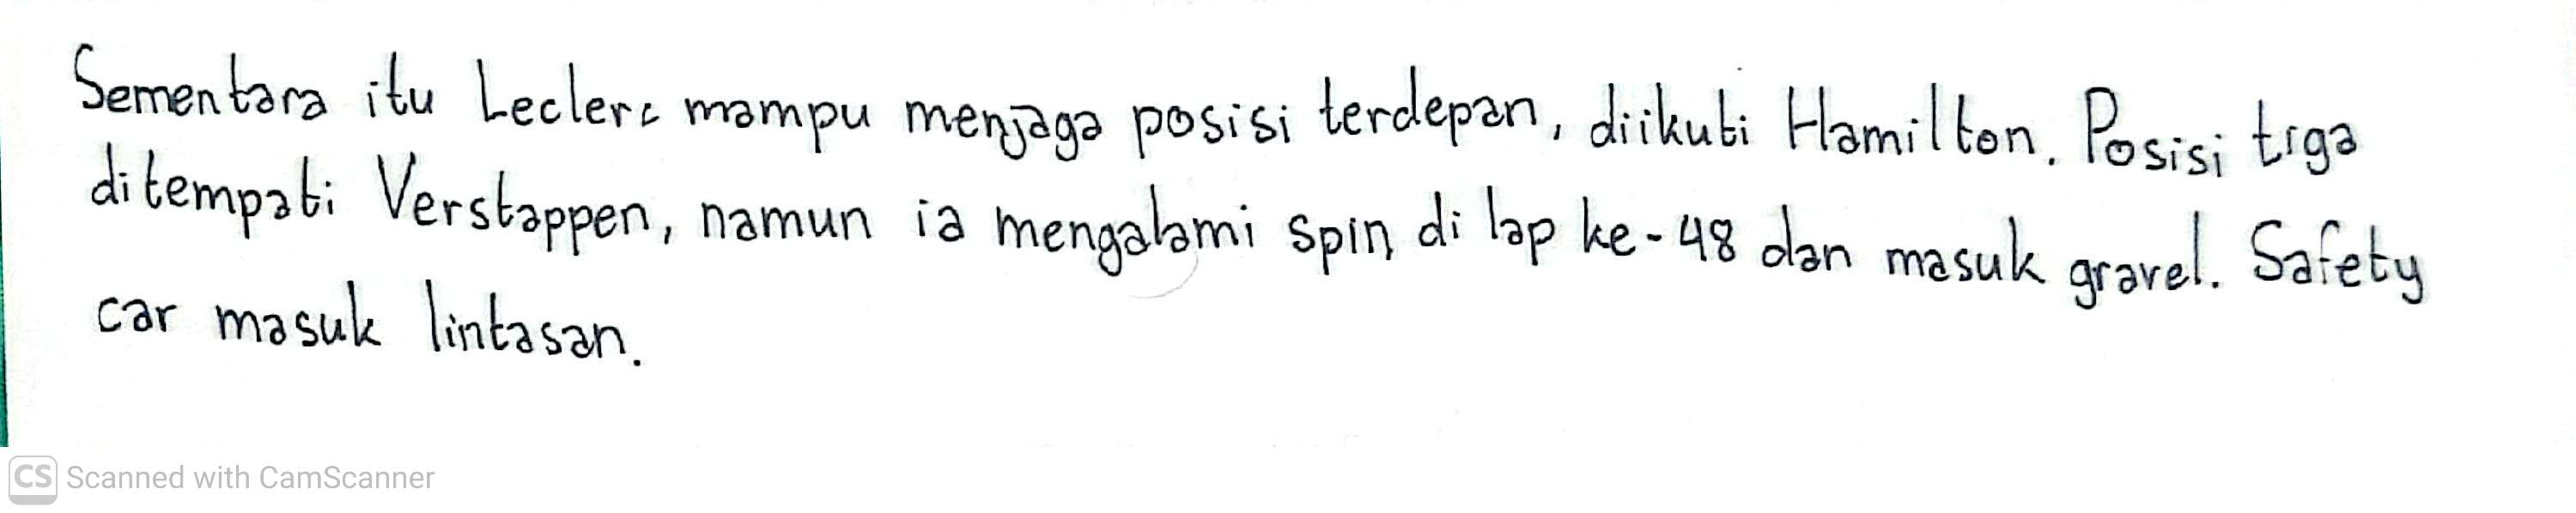 Sementara itu Leclerc mampu menjaga posisi terdepan, diikuti Hamilton. Posisi tiga
ditempati Verstappen, namun ia mengalami spin di lap ke-48 dan masuk gravel. Safety
car masuk lintasan.
CS Scanned with CamScanner